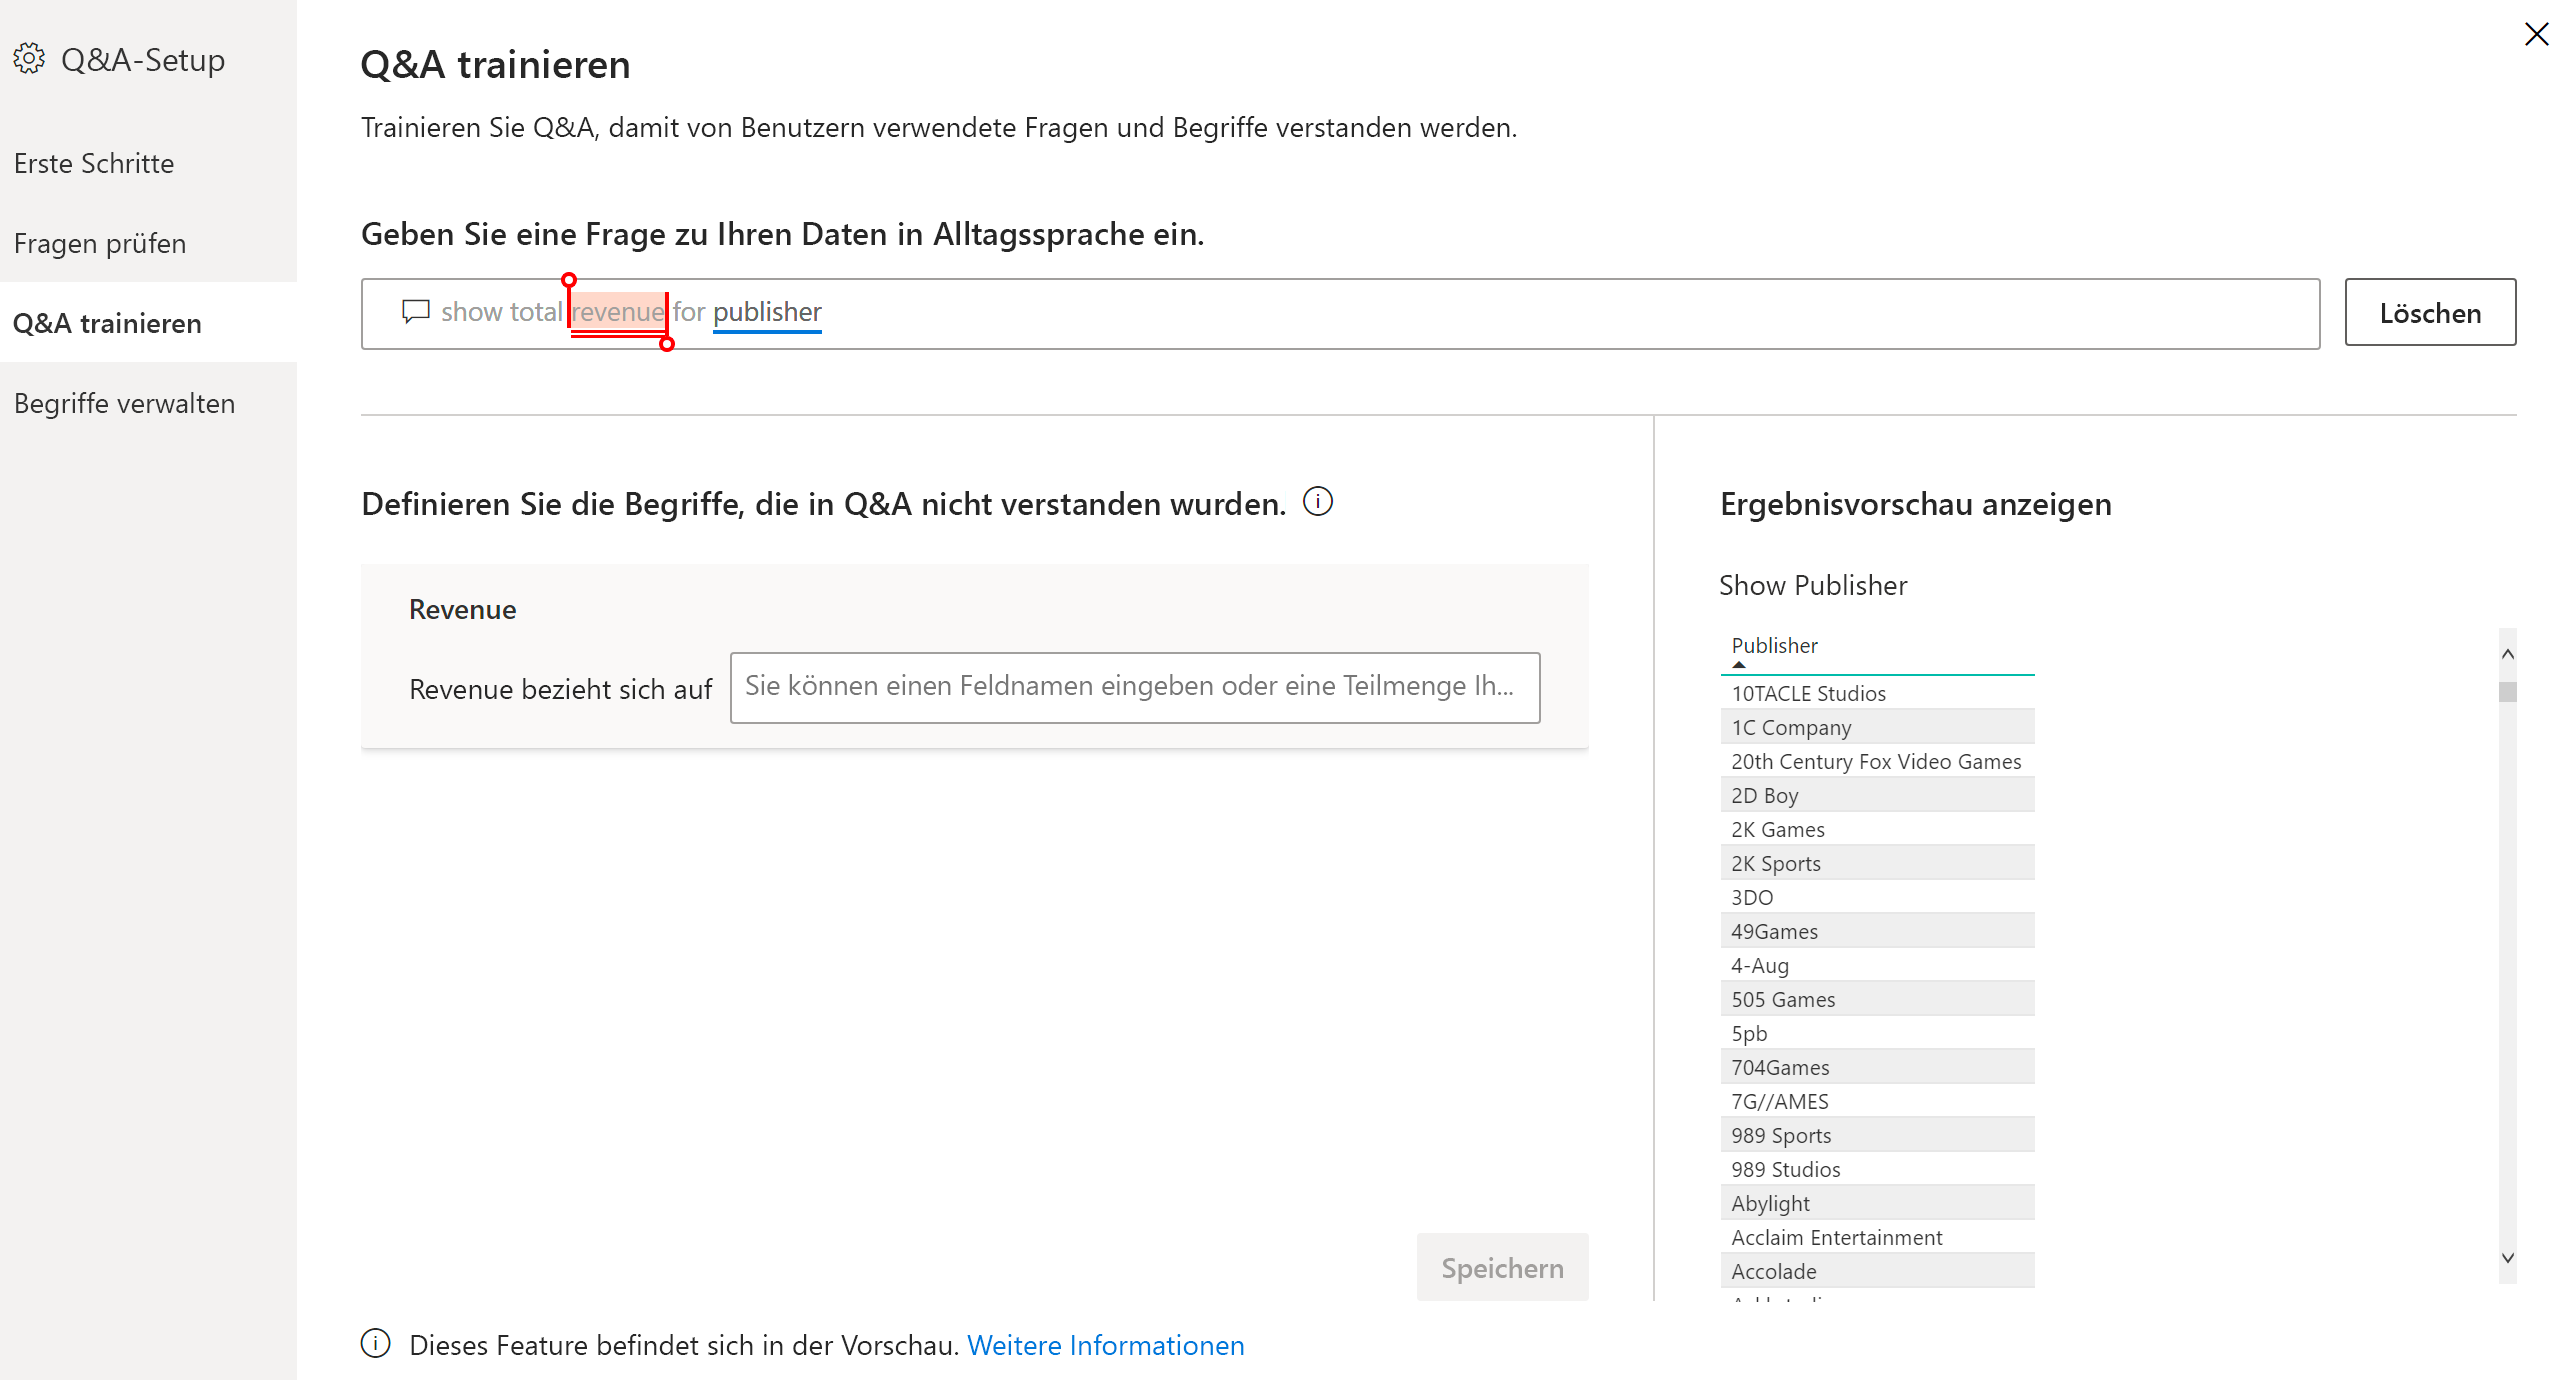 Q&A-Setup
Erste Schritte
Fragen prüfen
Q&A trainieren
Begriffe verwalten
Q&A trainieren
Trainieren Sie Q&A, damit von Benutzern verwendete Fragen und Begriffe verstanden werden.
Geben Sie eine Frage zu Ihren Daten in Alltagssprache ein.
show total revenue for publisher
Löschen
Definieren Sie die Begriffe, die in Q&A nicht verstanden wurden.
Revenue
Revenue bezieht sich auf
Sie können einen Feldnamen eingeben oder eine Teilmenge Ih...
Speichern
Dieses Feature befindet sich in der Vorschau. Weitere Informationen
Ergebnisvorschau anzeigen
Show Publisher
Publisher
10TACLE Studios
1C Company
20th Century Fox Video Games
2D Boy
2K Games
2K Sports
3DO
49Games
4-Aug
505 Games
5pb
704Games
7G//AMES
989 Sports
989 Studios
Abylight
Acclaim Entertainment
Accolade